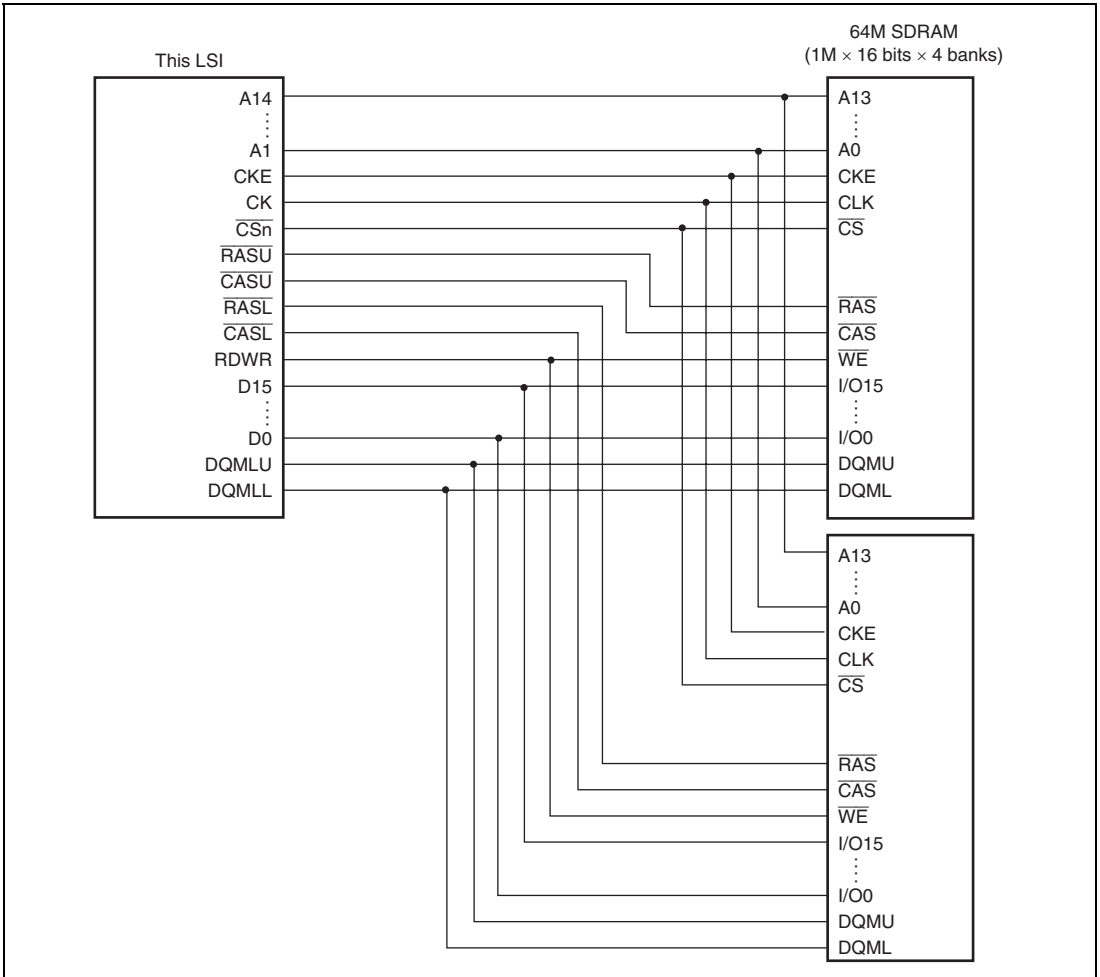 This LSI
A14
A1
CKE
CK
CSn
RASU
CASU
RASL
CASL
RDWR
D15
D0
DQMLU
DQMLL
64M SDRAM
(1M × 16 bits × 4 banks)
A13
A0
CKE
CLK
CS
RAS
CAS
WE
I/O15
I/O0
DQMU
DQML
A13
A0
CKE
CLK
CS
RAS
CAS
WE
I/O15
I/O0
DQMU
DQML